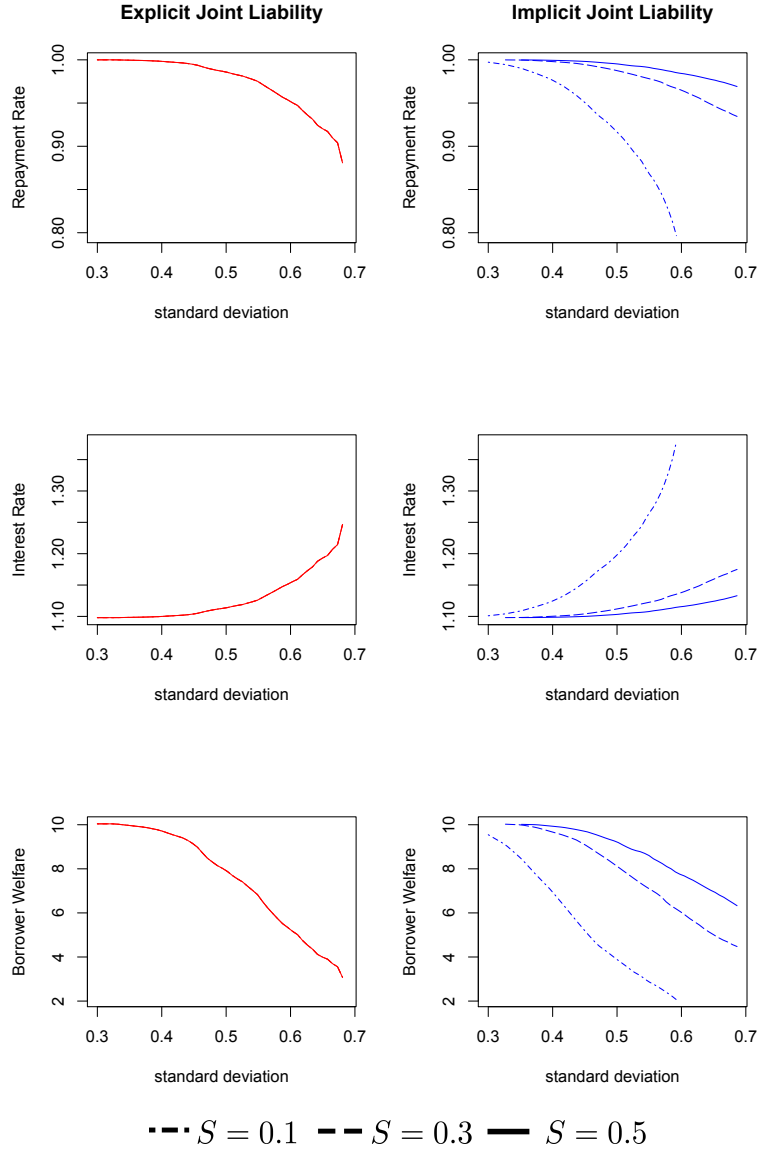 Explicit Joint Liability
Implicit Joint Liability
Repayment Rate
1.00
0.90
0.80
0.3 0.4 0.5 0.6 0.7
standard deviation
Repayment Rate
1.00
0.90
0.80
0.3 0.4 0.5 0.6 0.7
standard deviation
Interest Rate
1.30
1.20
1.10
0.3 0.4 0.5 0.6 0.7
standard deviation
Interest Rate
1.30
1.20
1.10
0.3 0.4 0.5 0.6 0.7
standard deviation
Borrower Welfare
10
8
6
4
2
0.3 0.4 0.5 0.6 0.7
standard deviation
Borrower Welfare
10
8
6
4
2
0.3 0.4 0.5 0.6 0.7
standard deviation
S = 0.1 S = 0.3 S = 0.5